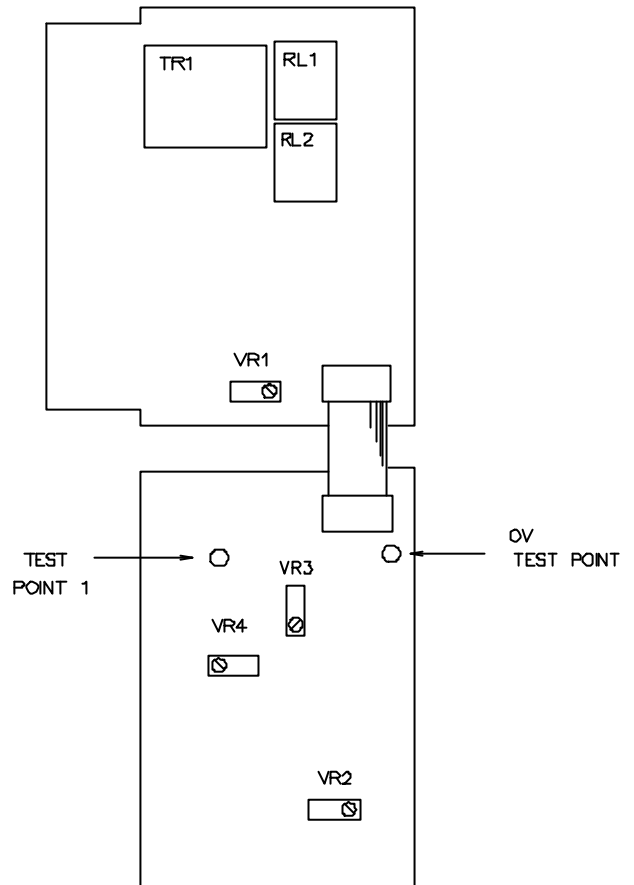 TR1
RL1
RL2
VR1
TEST
POINT 1
0V
TEST POINT
VR3
VR4
VR2